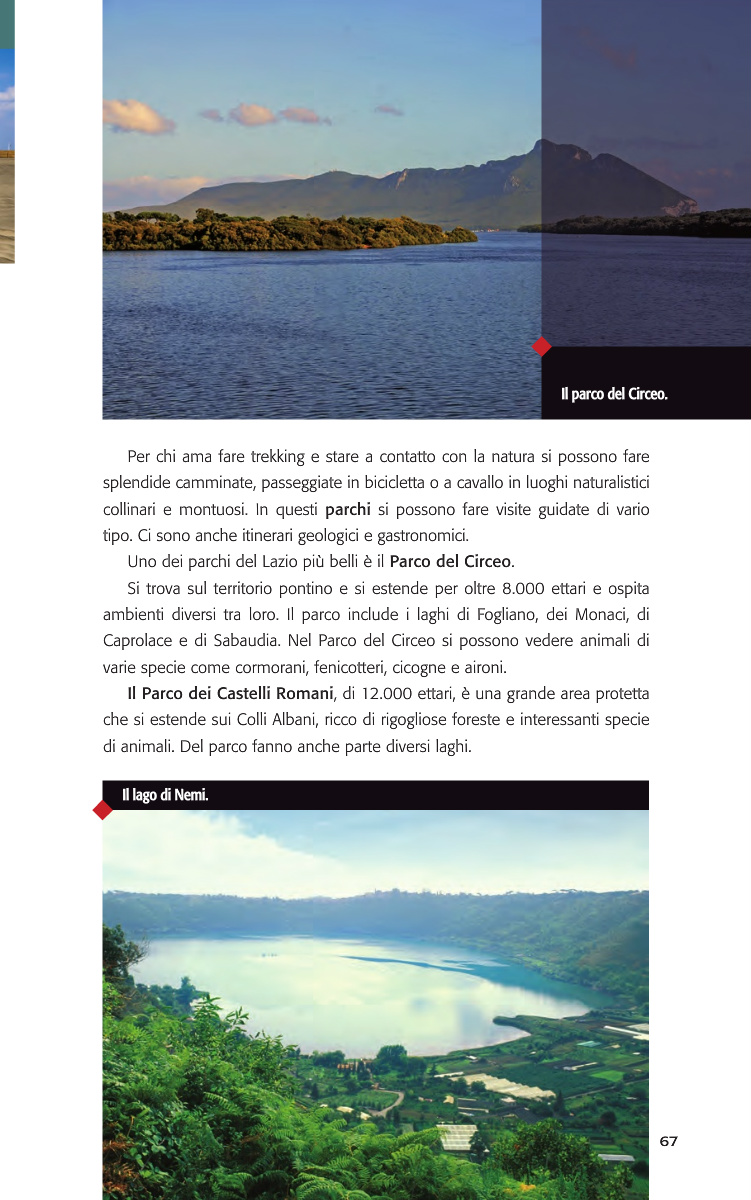 Il parco del Circeo.
Per chi ama fare trekking e stare a contatto con la natura si possono fare
splendide camminate, passeggiate in bicicletta o a cavallo in luoghi naturalistici
collinari e montuosi. In questi parchi si possono fare visite guidate di vario
tipo. Ci sono anche itinerari geologici e gastronomici.
Uno dei parchi del Lazio più belli è il Parco del Circeo.
Si trova sul territorio pontino e si estende per oltre 8.000 ettari e ospita
ambienti diversi tra loro. Il parco include i laghi di Fogliano, dei Monaci, di
Caprolace e di Sabaudia. Nel Parco del Circeo si possono vedere animali di
varie specie come cormorani, fenicotteri, cicogne e aironi.
Il Parco dei Castelli Romani, di 12.000 ettari, è una grande area protetta
che si estende sui Colli Albani, ricco di rigogliose foreste e interessanti specie
di animali. Del parco fanno anche parte diversi laghi.
Il lago di Nemi.
67